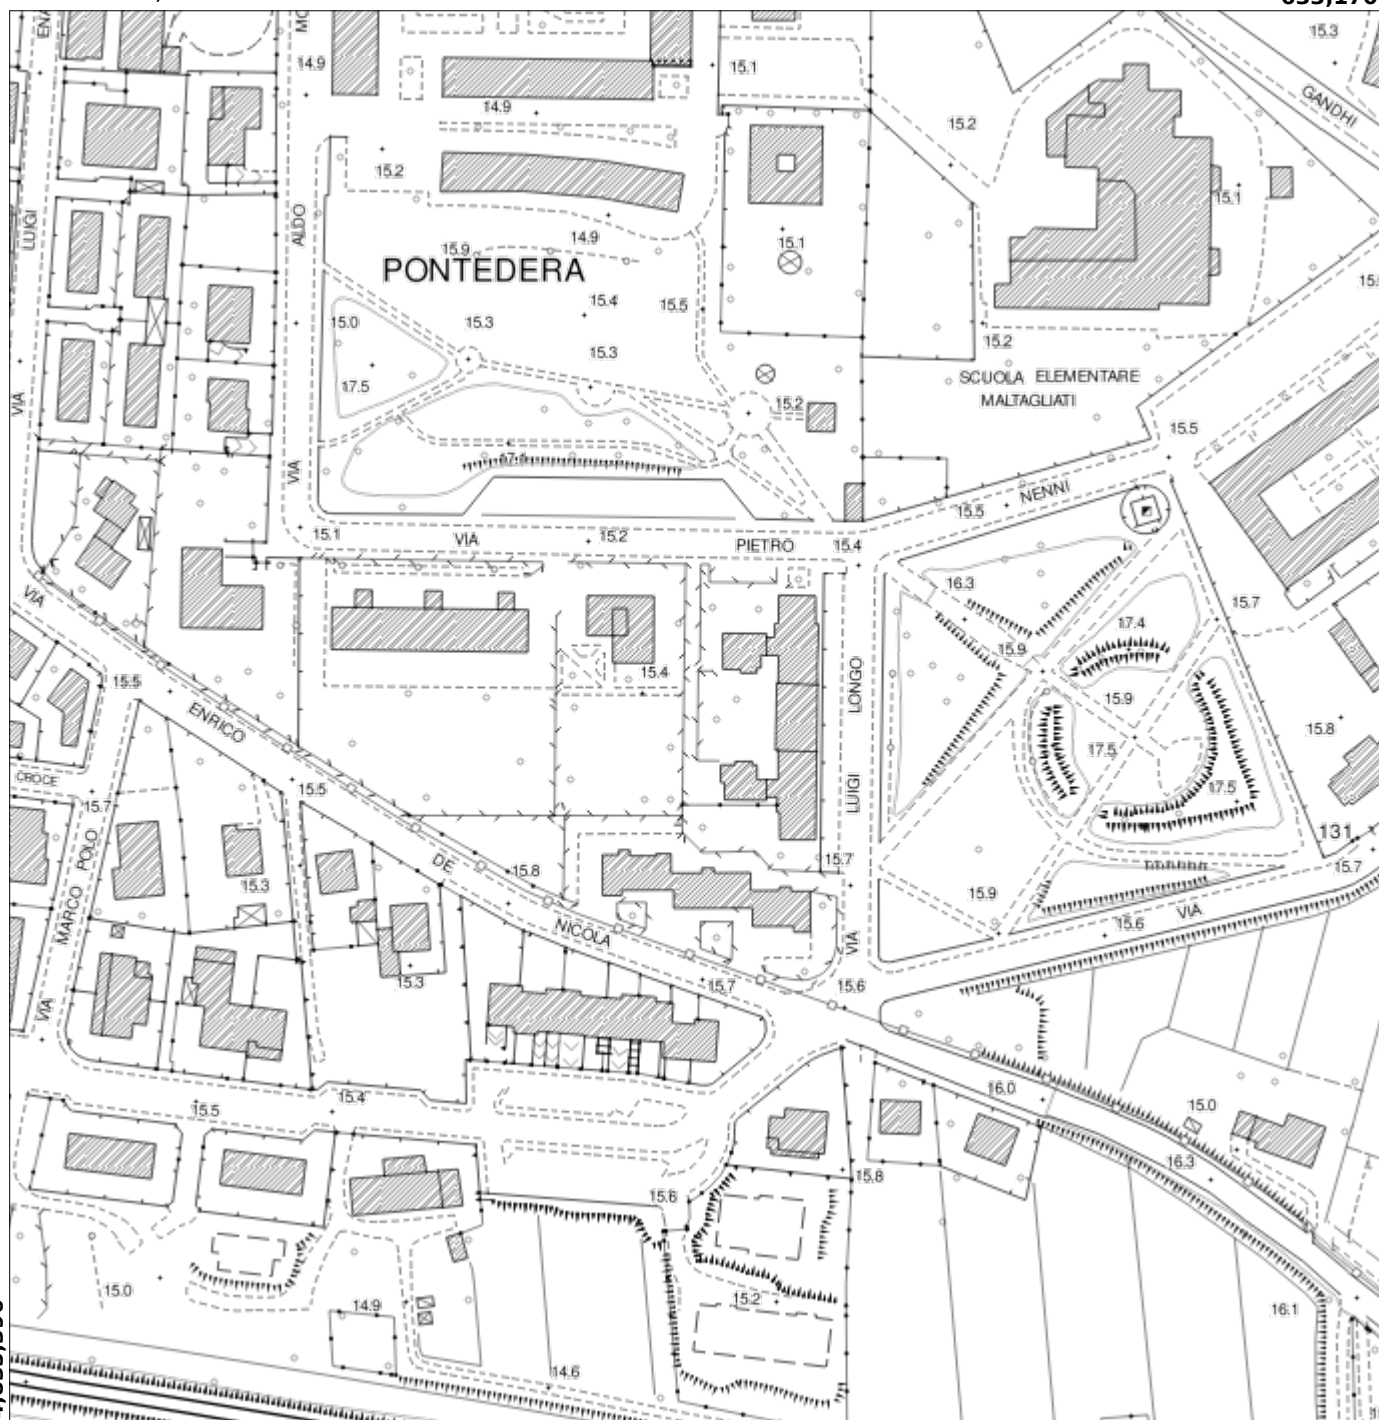 ENA
MO
14.9
15.1
14.9
15.3
GANDHI
15.2
15.2
15.1
LUIGI
ALDO
15.9
14.9
15.1
PONTEDERA
15.4
15.5
15.0
15.3
15.3
15.2
17.5
SCUOLA ELEMENTARE
MALTAGLIATI
15.2
VIA
15.5
VIA
NENNI
15.5
15.1
VIA
15.2
PIETRO
15.4
VIA
16.3
15.7
17.4
15.9
15.4
15.5
LONGO
15.9
ENRICO
15.8
17.5
CROCE
15.5
15.7
LUIGI
17.5
131
POLO
DE
15.8
15.7
15.7
15.3
15.9
MARCO
NICOLA
VIA
15.6
VIA
15.3
15.7
15.6
VIA
16.0
15.5
15.4
15.0
16.3
15.6
15.8
15.0
14.9
15.2
16.1
14.6